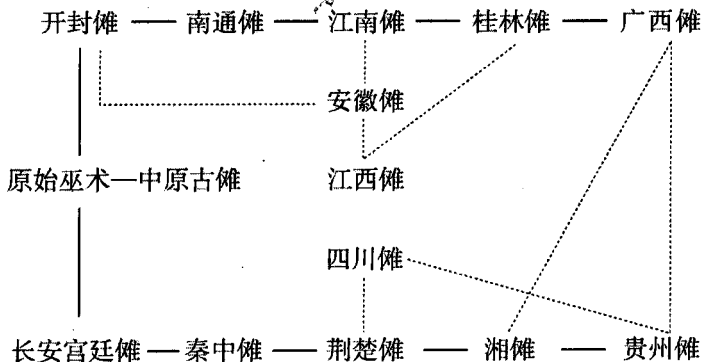 开封傩 — 南通傩 — 江南傩 — 桂林傩 — 广西傩
安徽傩
原始巫术—中原古傩 江西傩
四川傩
长安宫廷傩 — 秦中傩 — 荆楚傩 — 湘傩 — 贵州傩